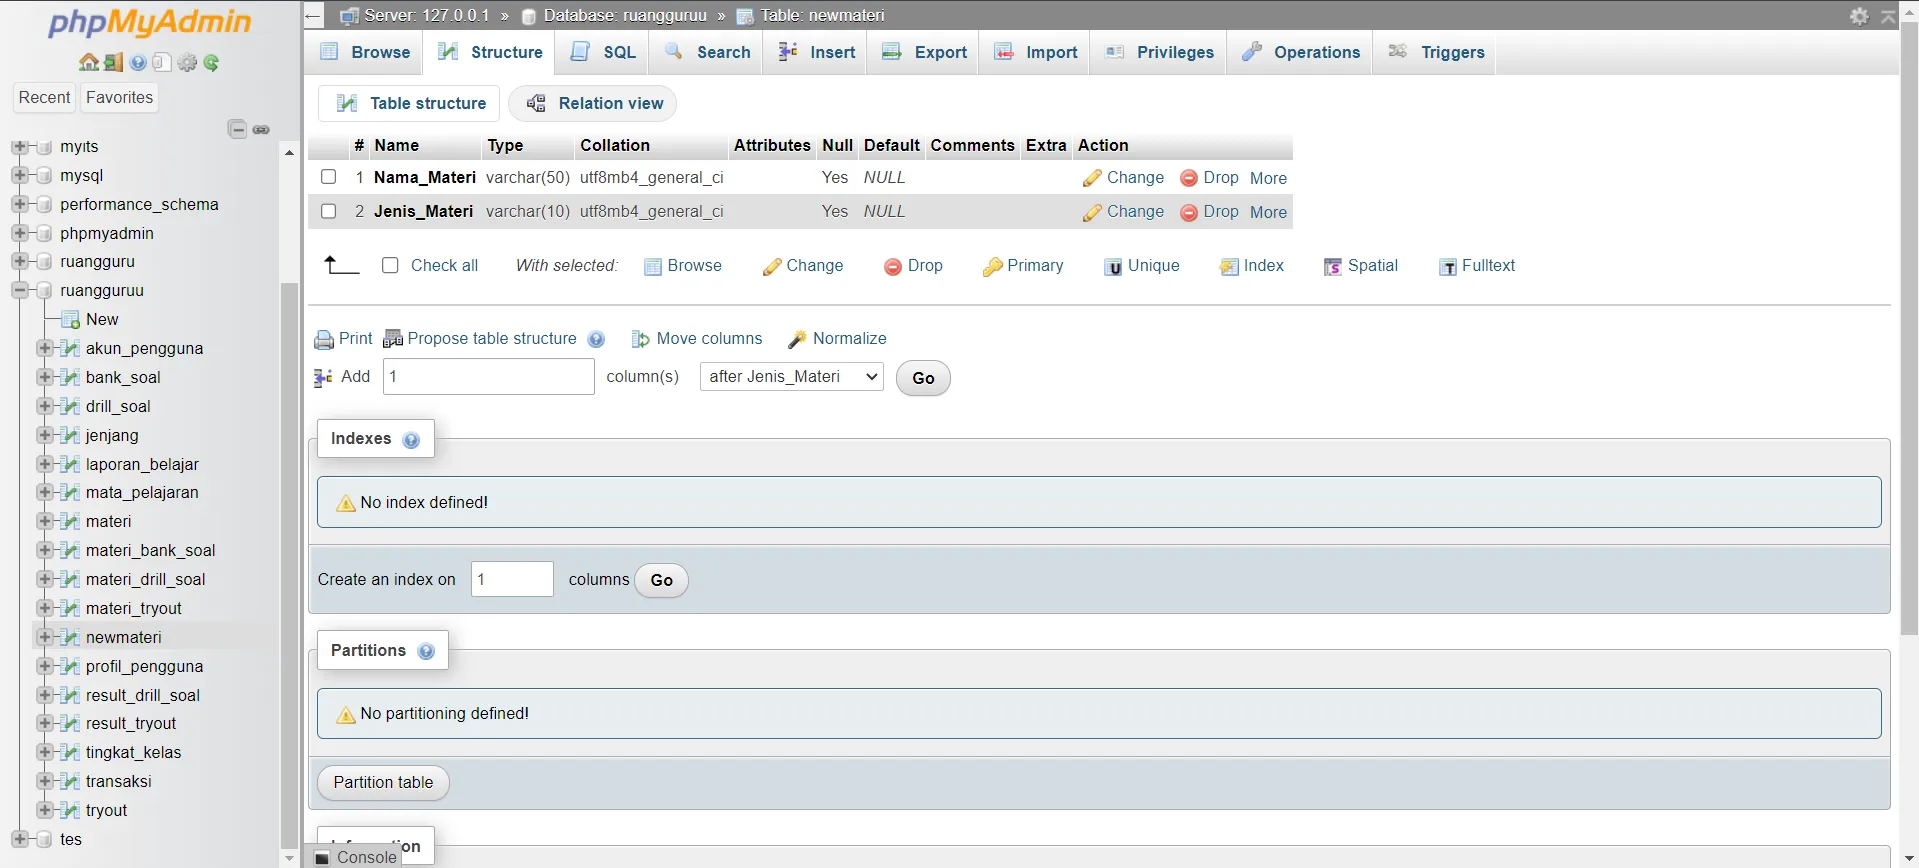 phpMyAdmin
Recent Favorites
myits
mysql
performance_schema
phpmyadmin
ruangguru
ruangguruu
New
akun_pengguna
bank_soal
drill_soal
jenjang
laporan_belajar
mata_pelajaran
materi
materi_bank_soal
materi_drill_soal
materi_tryout
newmateri
profil_pengguna
result_drill_soal
result_tryout
tingkat_kelas
transaksi
tryout
tes
Server: 127.0.0.1 » Database: ruangguruu » Table: newmateri
Browse Structure SQL Search Insert Export Import Privileges Operations Triggers
Table structure Relation view
# Name Type Collation Attributes Null Default Comments Extra Action
1 Nama_Materi varchar(50) utf8mb4_general_ci Yes NULL Change Drop More
2 Jenis_Materi varchar(10) utf8mb4_general_ci Yes NULL Change Drop More
Check all With selected: Browse Change Drop Primary Unique Index Spatial Fulltext
Print Propose table structure Move columns Normalize
Add 1 column(s) after Jenis_Materi Go
Indexes
No index defined!
Create an index on 1 columns Go
Partitions
No partitioning defined!
Partition table
Console